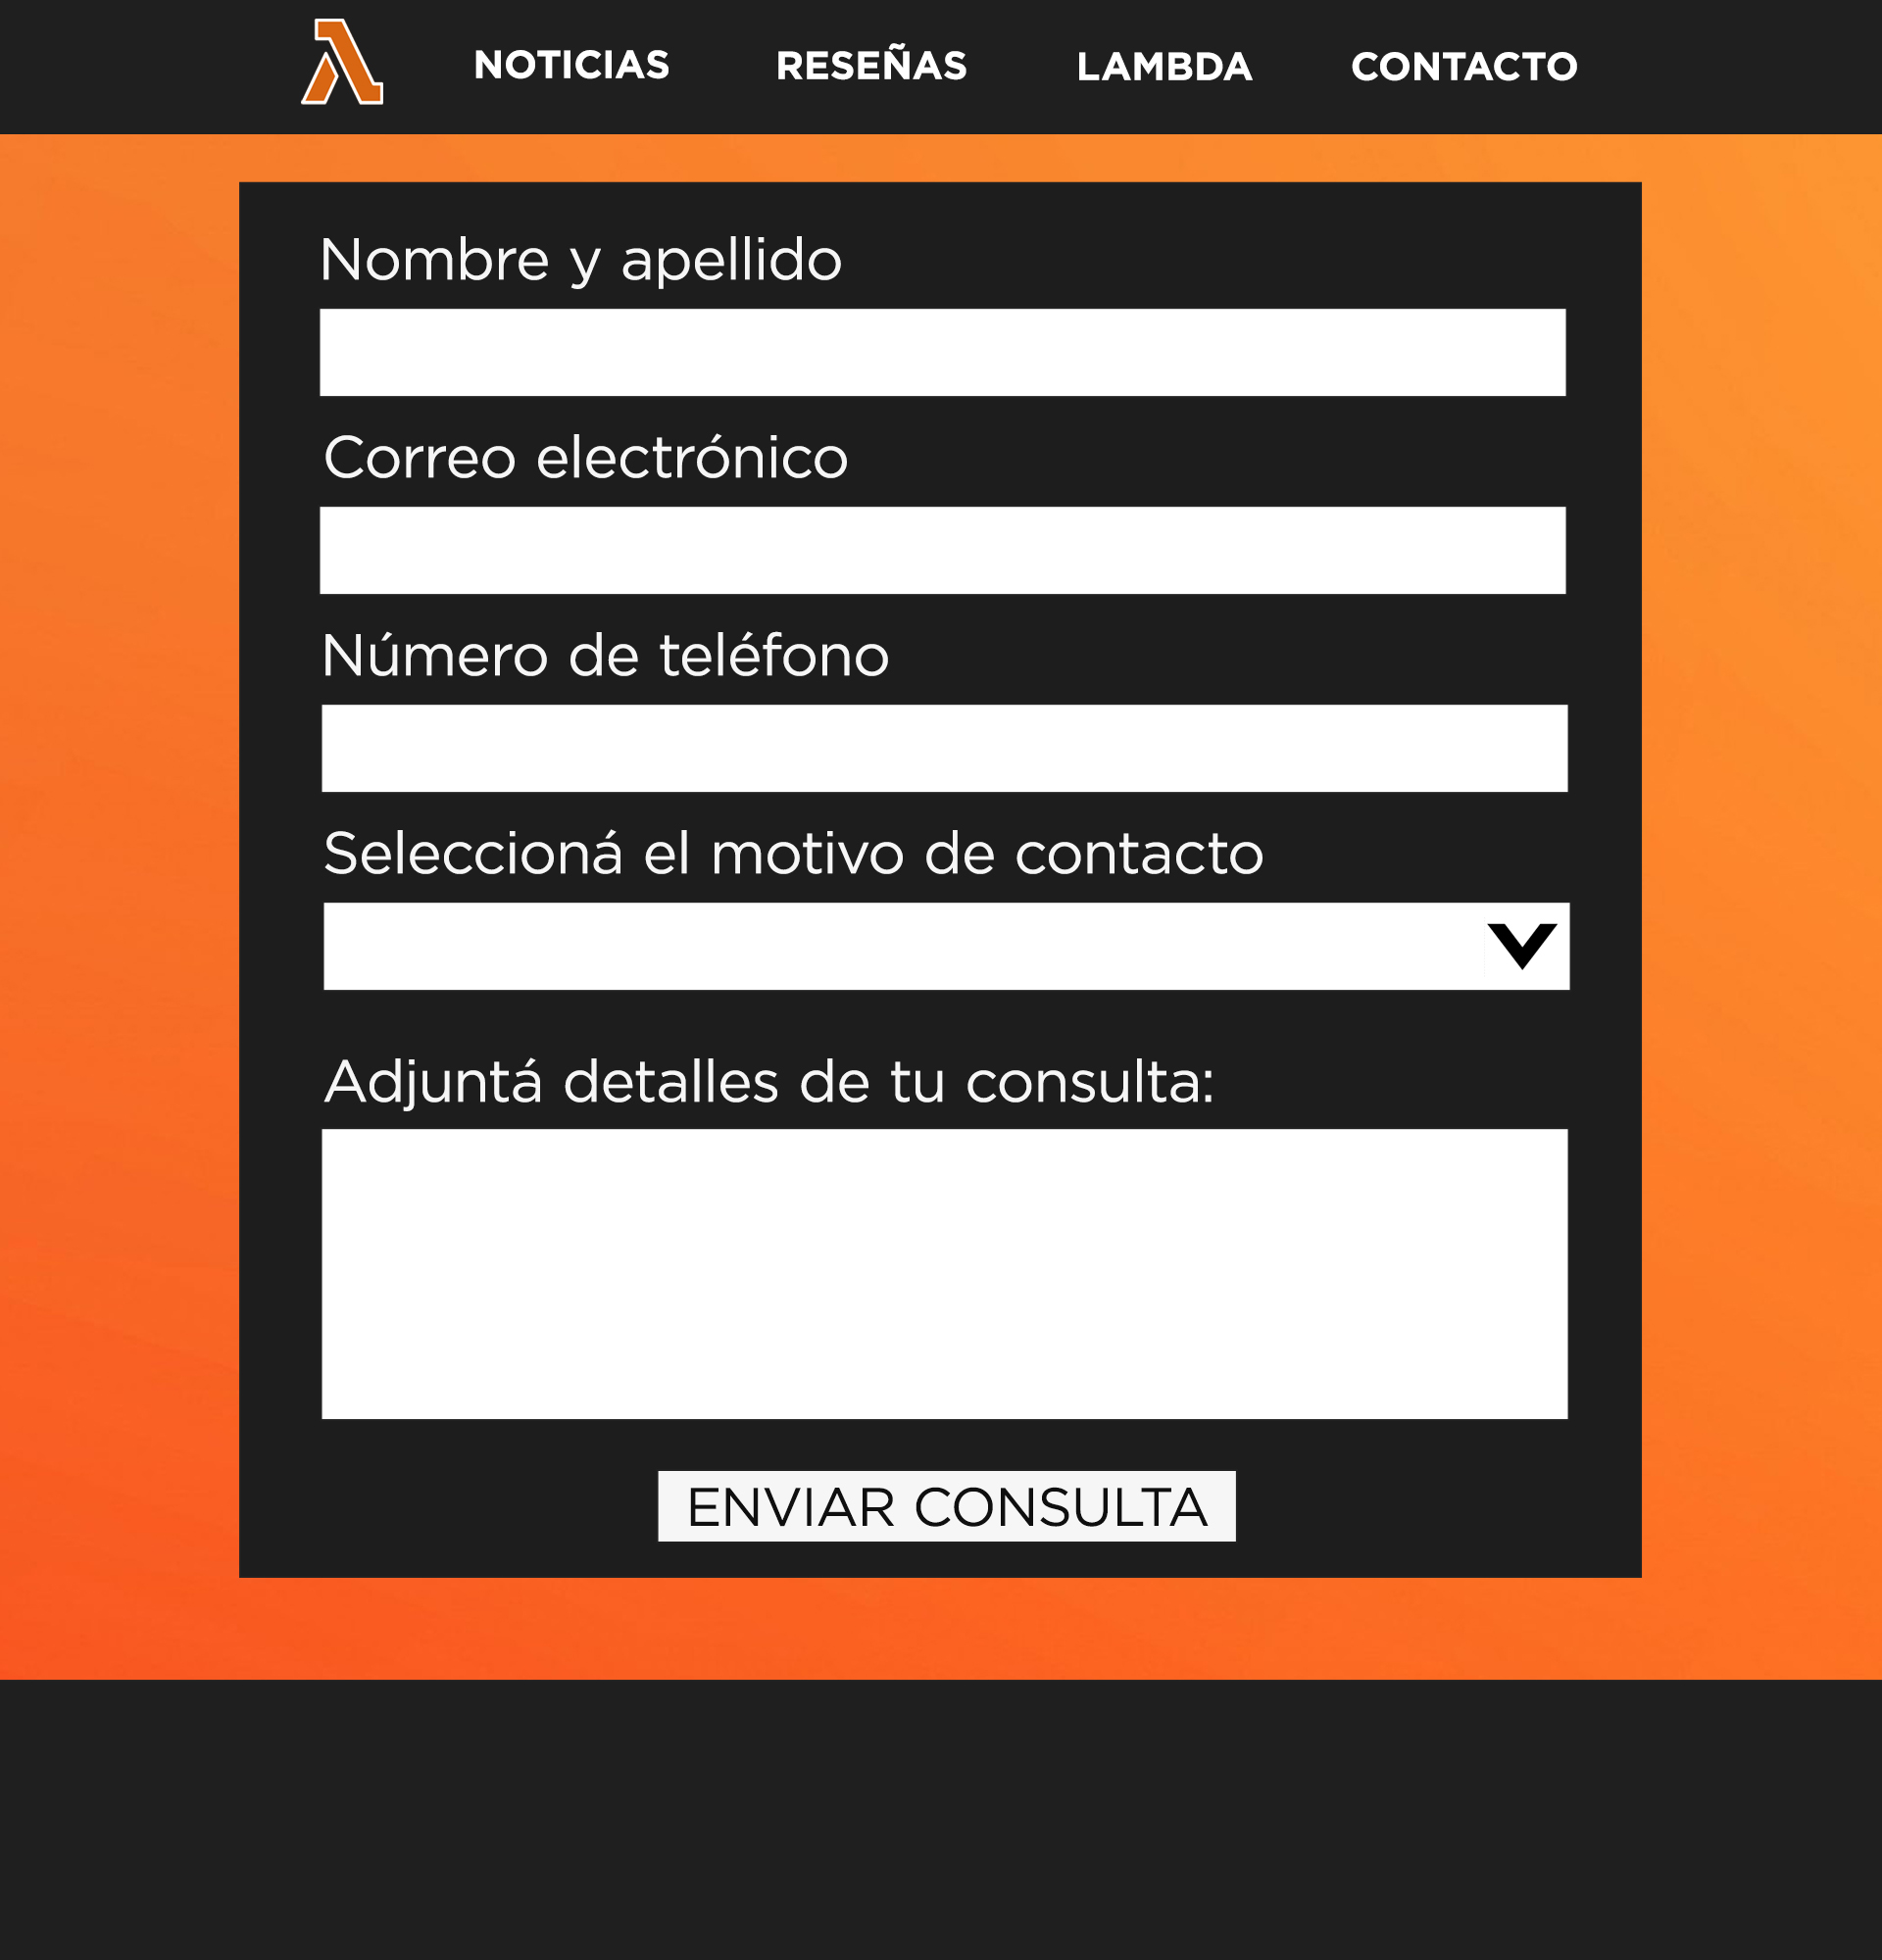 NOTICIAS RESEÑAS LAMBDA CONTACTO
Nombre y apellido
Correo electrónico
Número de teléfono
Seleccioná el motivo de contacto
Adjuntá detalles de tu consulta:
ENVIAR CONSULTA